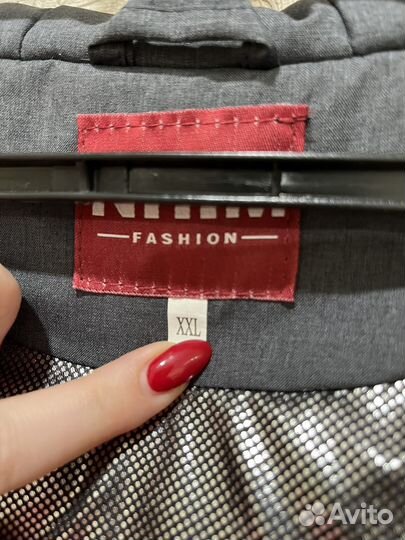 — FASHION —
XXL
Avito